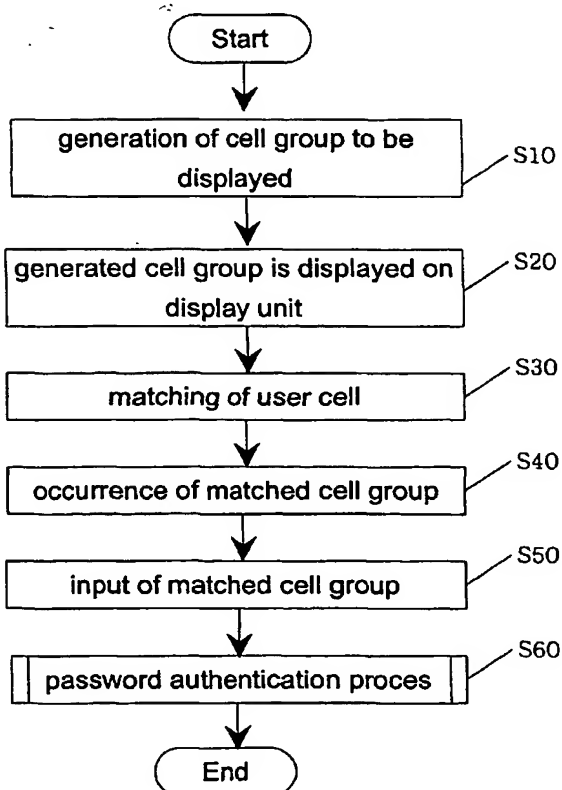 Start
generation of cell group to be
displayed
S10
generated cell group is displayed on
display unit
S20
matching of user cell
S30
occurrence of matched cell group
S40
input of matched cell group
S50
password authentication proces
S60
End